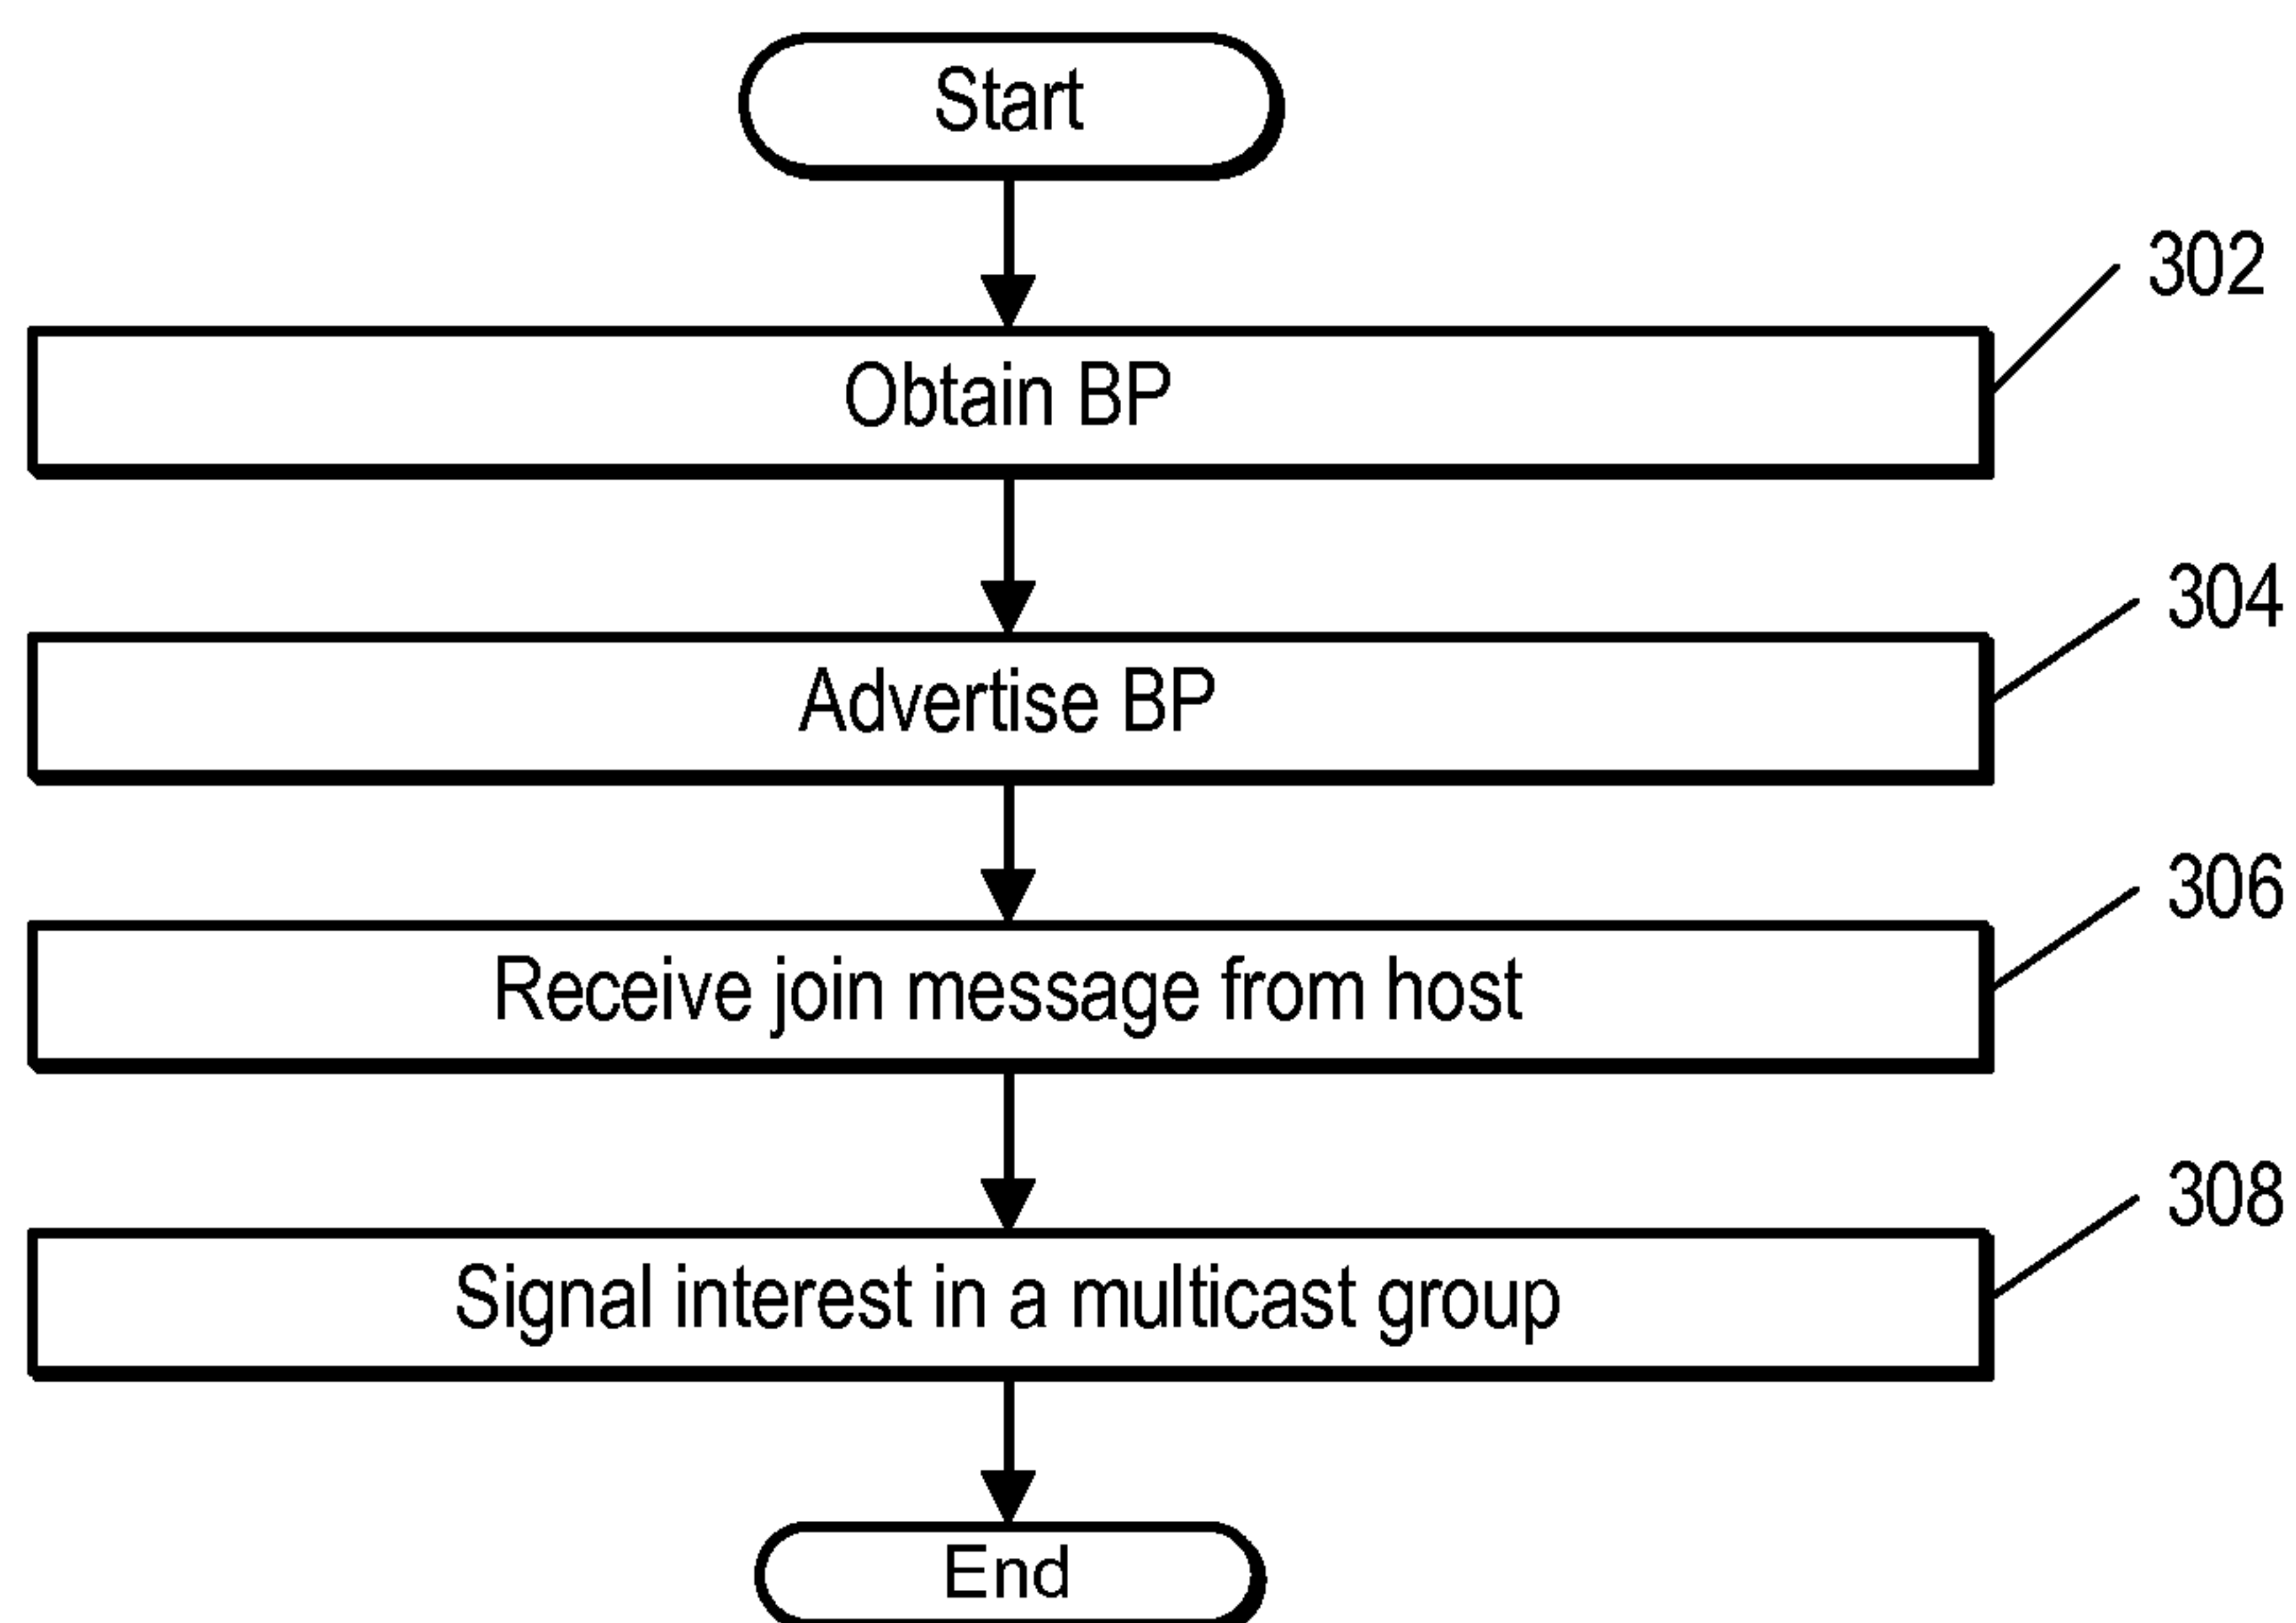 Start
302
Obtain BP
304
Advertise BP
306
Receive join message from host
308
Signal interest in a multicast group
End